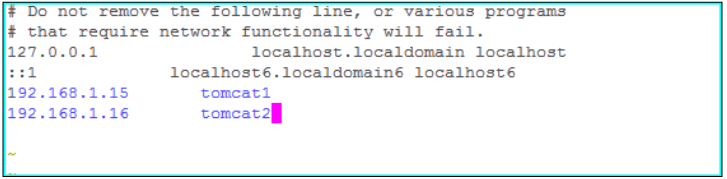 # Do not remove the following line, or various programs
# that require network functionality will fail.
127.0.0.1 localhost.localdomain localhost
::1 localhost6.localdomain6 localhost6
192.168.1.15 tomcat1
192.168.1.16 tomcat2
~
~